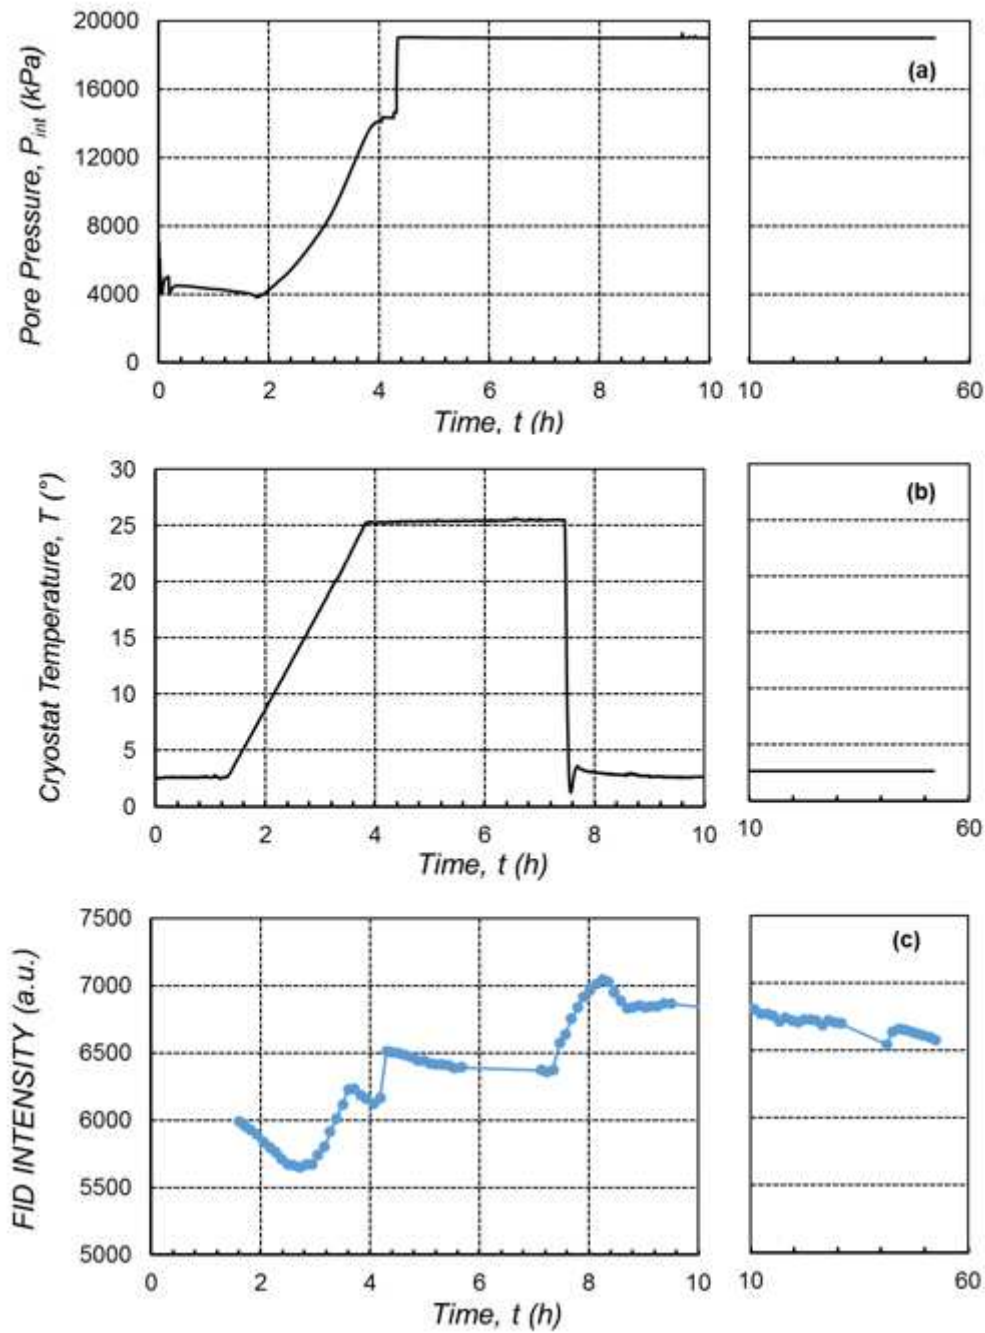 20000
16000
12000
8000
4000
0
Pore Pressure, Pint (kPa)
(a)
0 2 4 6 8 10 10 60
Time, t (h)
30
25
20
15
10
5
0
Cryostat Temperature, T (°)
(b)
0 2 4 6 8 10 10 60
Time, t (h)
7500
7000
6500
6000
5500
5000
FID INTENSITY (a.u.)
(c)
0 2 4 6 8 10 10 60
Time, t (h)